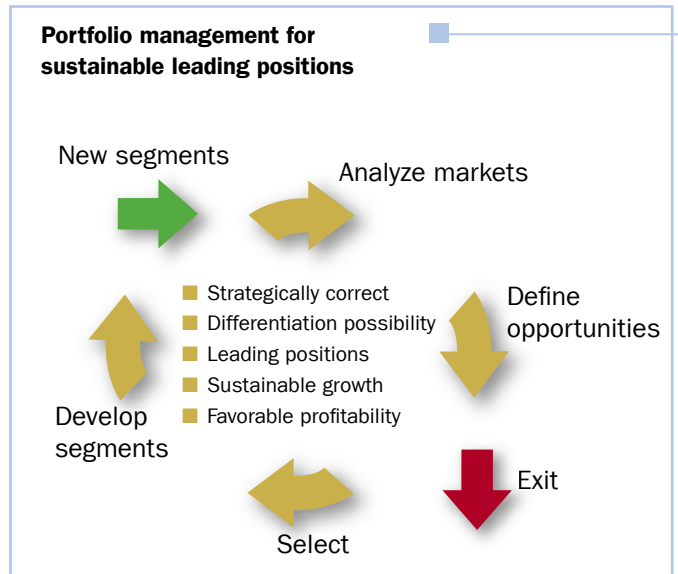 Portfolio management for
sustainable leading positions
New segments
Analyze markets
Strategically correct
Differentiation possibility
Leading positions
Sustainable growth
Favorable profitability
Define
opportunities
Develop
segments
Exit
Select